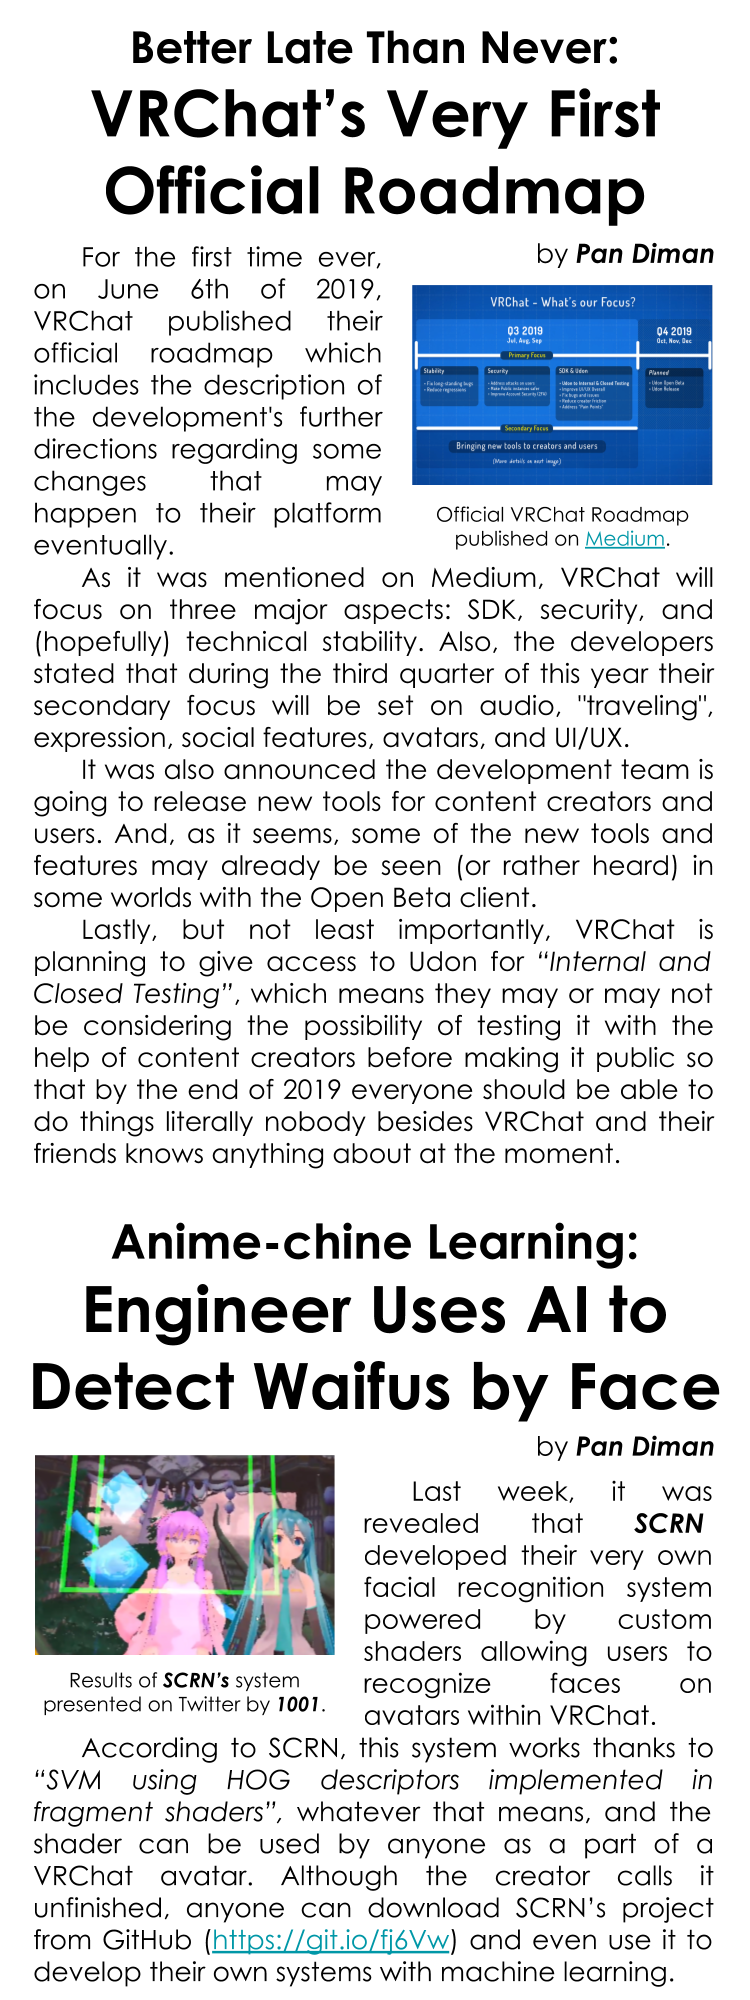 Better Late Than Never:
VRChat’s Very First
Official Roadmap
by Pan Diman
For the first time ever,
on June 6th of 2019,
VRChat published their
official roadmap which
includes the description of
the development's further
directions regarding some
changes that may
happen to their platform
eventually.
VRChat - What's our Focus?
Q3 2019
Jul, Aug, Sep
Q4 2019
Oct, Nov, Dec
Primary Focus
Stability
• Fix long-standing bugs
• Reduce regressions
Security
• Address attacks on users
• Make Public instances safer
• Improve Account Security (2FA)
SDK & Udon
• Udon to Internal & Closed Testing
• Improve UI/UX Overall
• Fix bugs and issues
• Reduce creator friction
• Address "Pain Points"
Planned
• Udon Open Beta
• Udon Release
Secondary Focus
Bringing new tools to creators and users
(More details on next image)
Official VRChat Roadmap
published on Medium.
As it was mentioned on Medium, VRChat will
focus on three major aspects: SDK, security, and
(hopefully) technical stability. Also, the developers
stated that during the third quarter of this year their
secondary focus will be set on audio, "traveling",
expression, social features, avatars, and UI/UX.
It was also announced the development team is
going to release new tools for content creators and
users. And, as it seems, some of the new tools and
features may already be seen (or rather heard) in
some worlds with the Open Beta client.
Lastly, but not least importantly, VRChat is
planning to give access to Udon for “Internal and
Closed Testing”, which means they may or may not
be considering the possibility of testing it with the
help of content creators before making it public so
that by the end of 2019 everyone should be able to
do things literally nobody besides VRChat and their
friends knows anything about at the moment.
Anime-chine Learning:
Engineer Uses AI to
Detect Waifus by Face
by Pan Diman
Results of SCRN’s system
presented on Twitter by 1001.
Last week, it was
revealed that SCRN
developed their very own
facial recognition system
powered by custom
shaders allowing users to
recognize faces on
avatars within VRChat.
According to SCRN, this system works thanks to
“SVM using HOG descriptors implemented in
fragment shaders”, whatever that means, and the
shader can be used by anyone as a part of a
VRChat avatar. Although the creator calls it
unfinished, anyone can download SCRN’s project
from GitHub (https://git.io/fj6Vw) and even use it to
develop their own systems with machine learning.